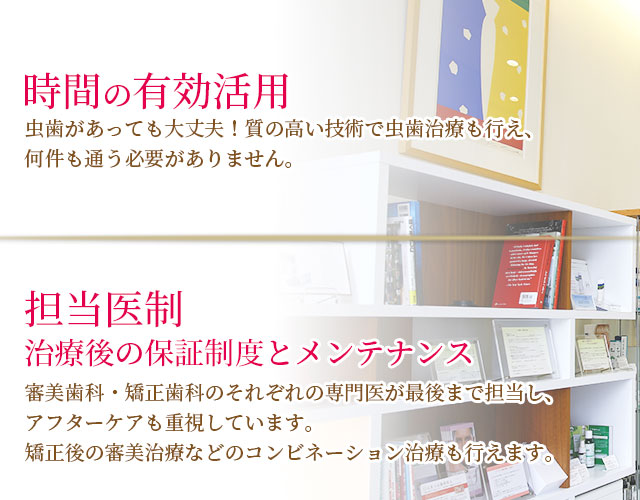 時間の有効活用
虫歯があっても大丈夫！質の高い技術で虫歯治療も行え、
何件も通う必要がありません。
担当医制
治療後の保証制度とメンテナンス
審美歯科・矯正歯科のそれぞれの専門医が最後まで担当し、
アフターケアも重視しています。
矯正後の審美治療などのコンビネーション治療も行えます。